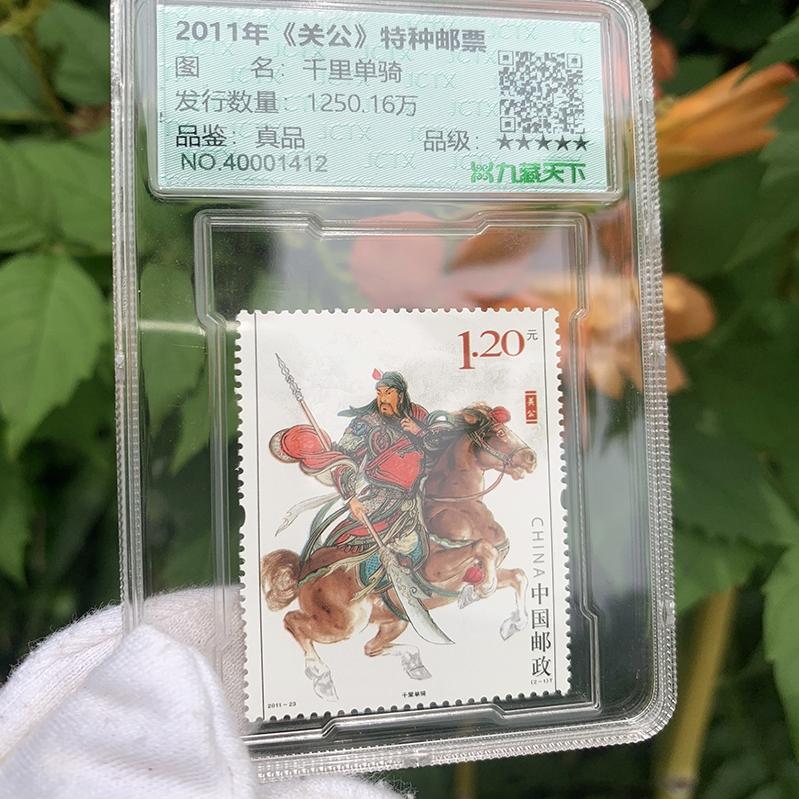 2011年《关公》特种邮票
图 名：千里单骑
发行数量：1250.16万
品鉴：真品 品级：★★★★★
NO.40001412 九藏天下
JCTX
1.20元
关公
CHINA 中国邮政
(2-1)T
千里单骑
2011-23